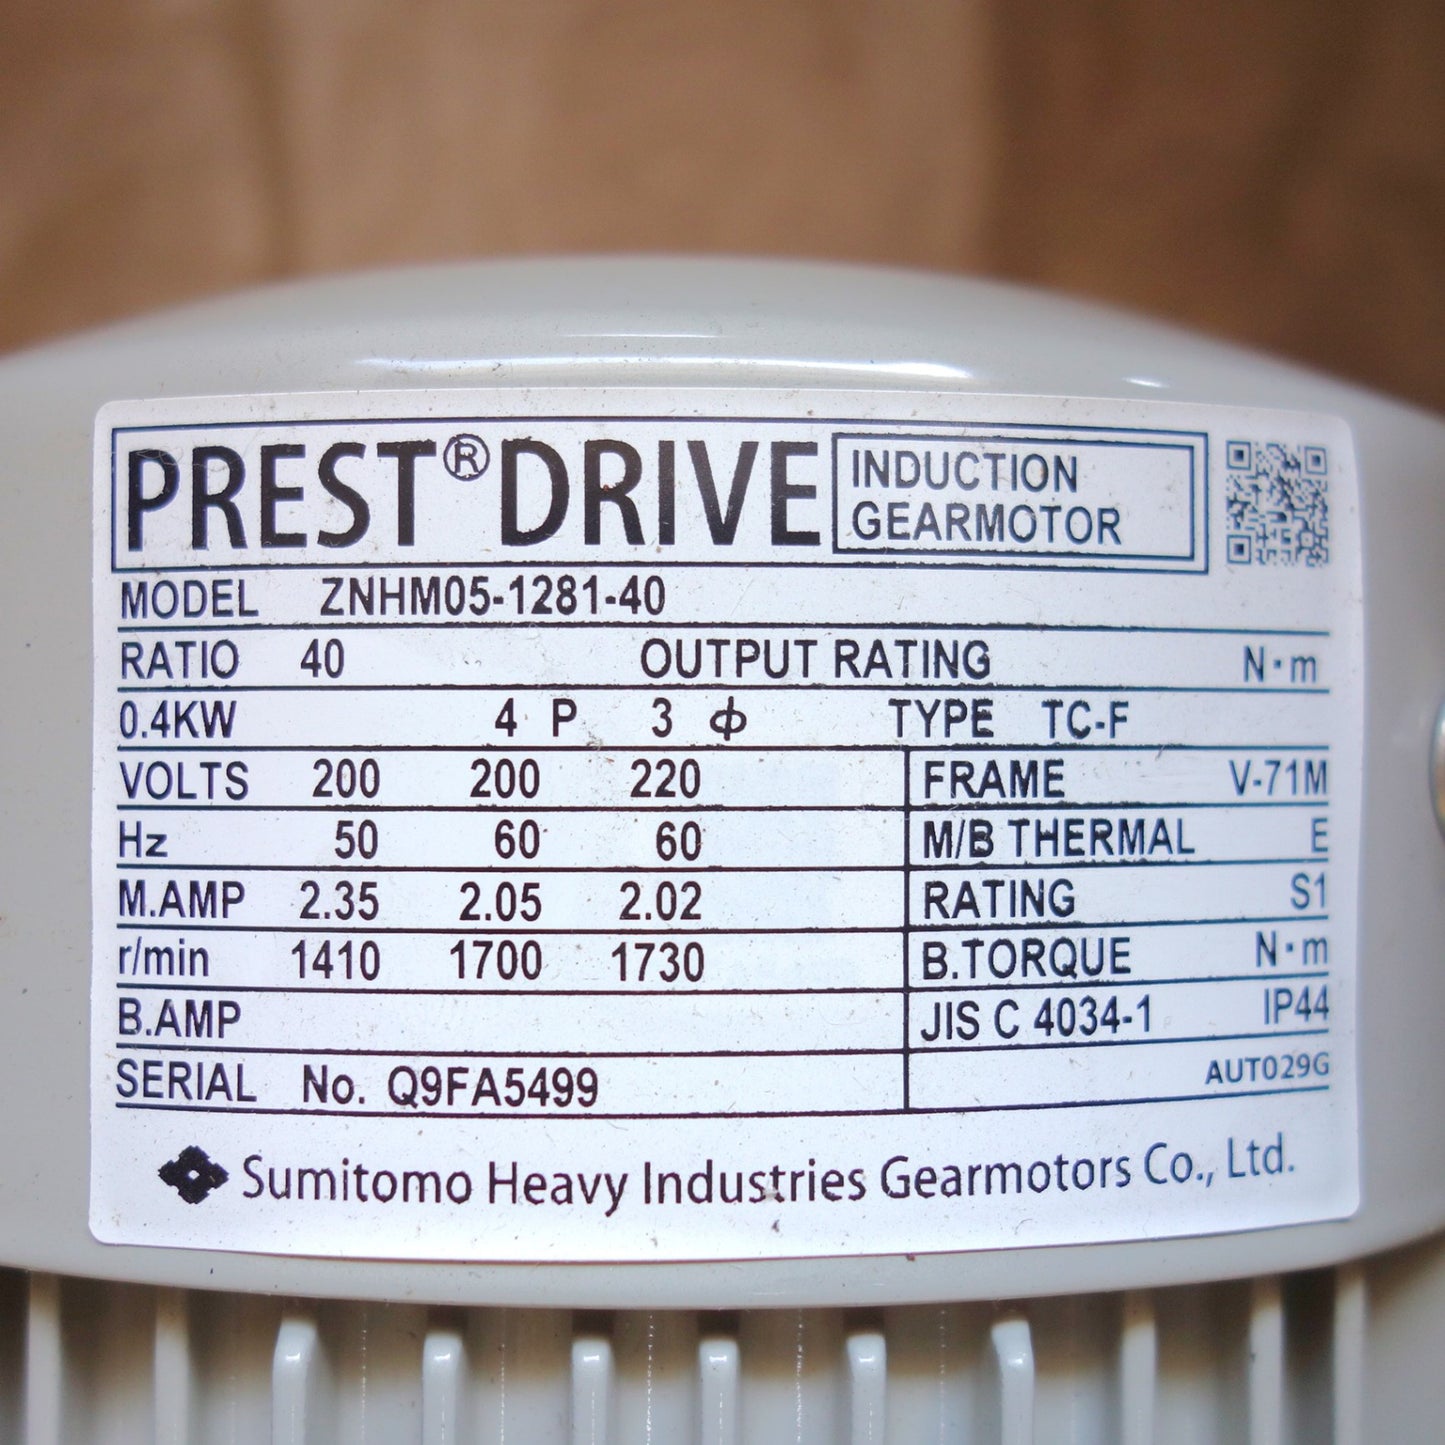 PREST® DRIVE INDUCTION GEARMOTOR
MODEL ZNHM05-1281-40
RATIO 40 OUTPUT RATING N·m
0.4KW 4 P 3 ϕ TYPE TC-F
VOLTS 200 200 220 FRAME V-71M
Hz 50 60 60 M/B THERMAL E
M.AMP 2.35 2.05 2.02 RATING S1
r/min 1410 1700 1730 B.TORQUE N·m
B.AMP JIS C 4034-1 IP44
SERIAL No. Q9FA5499 AUT029G
Sumitomo Heavy Industries Gearmotors Co., Ltd.